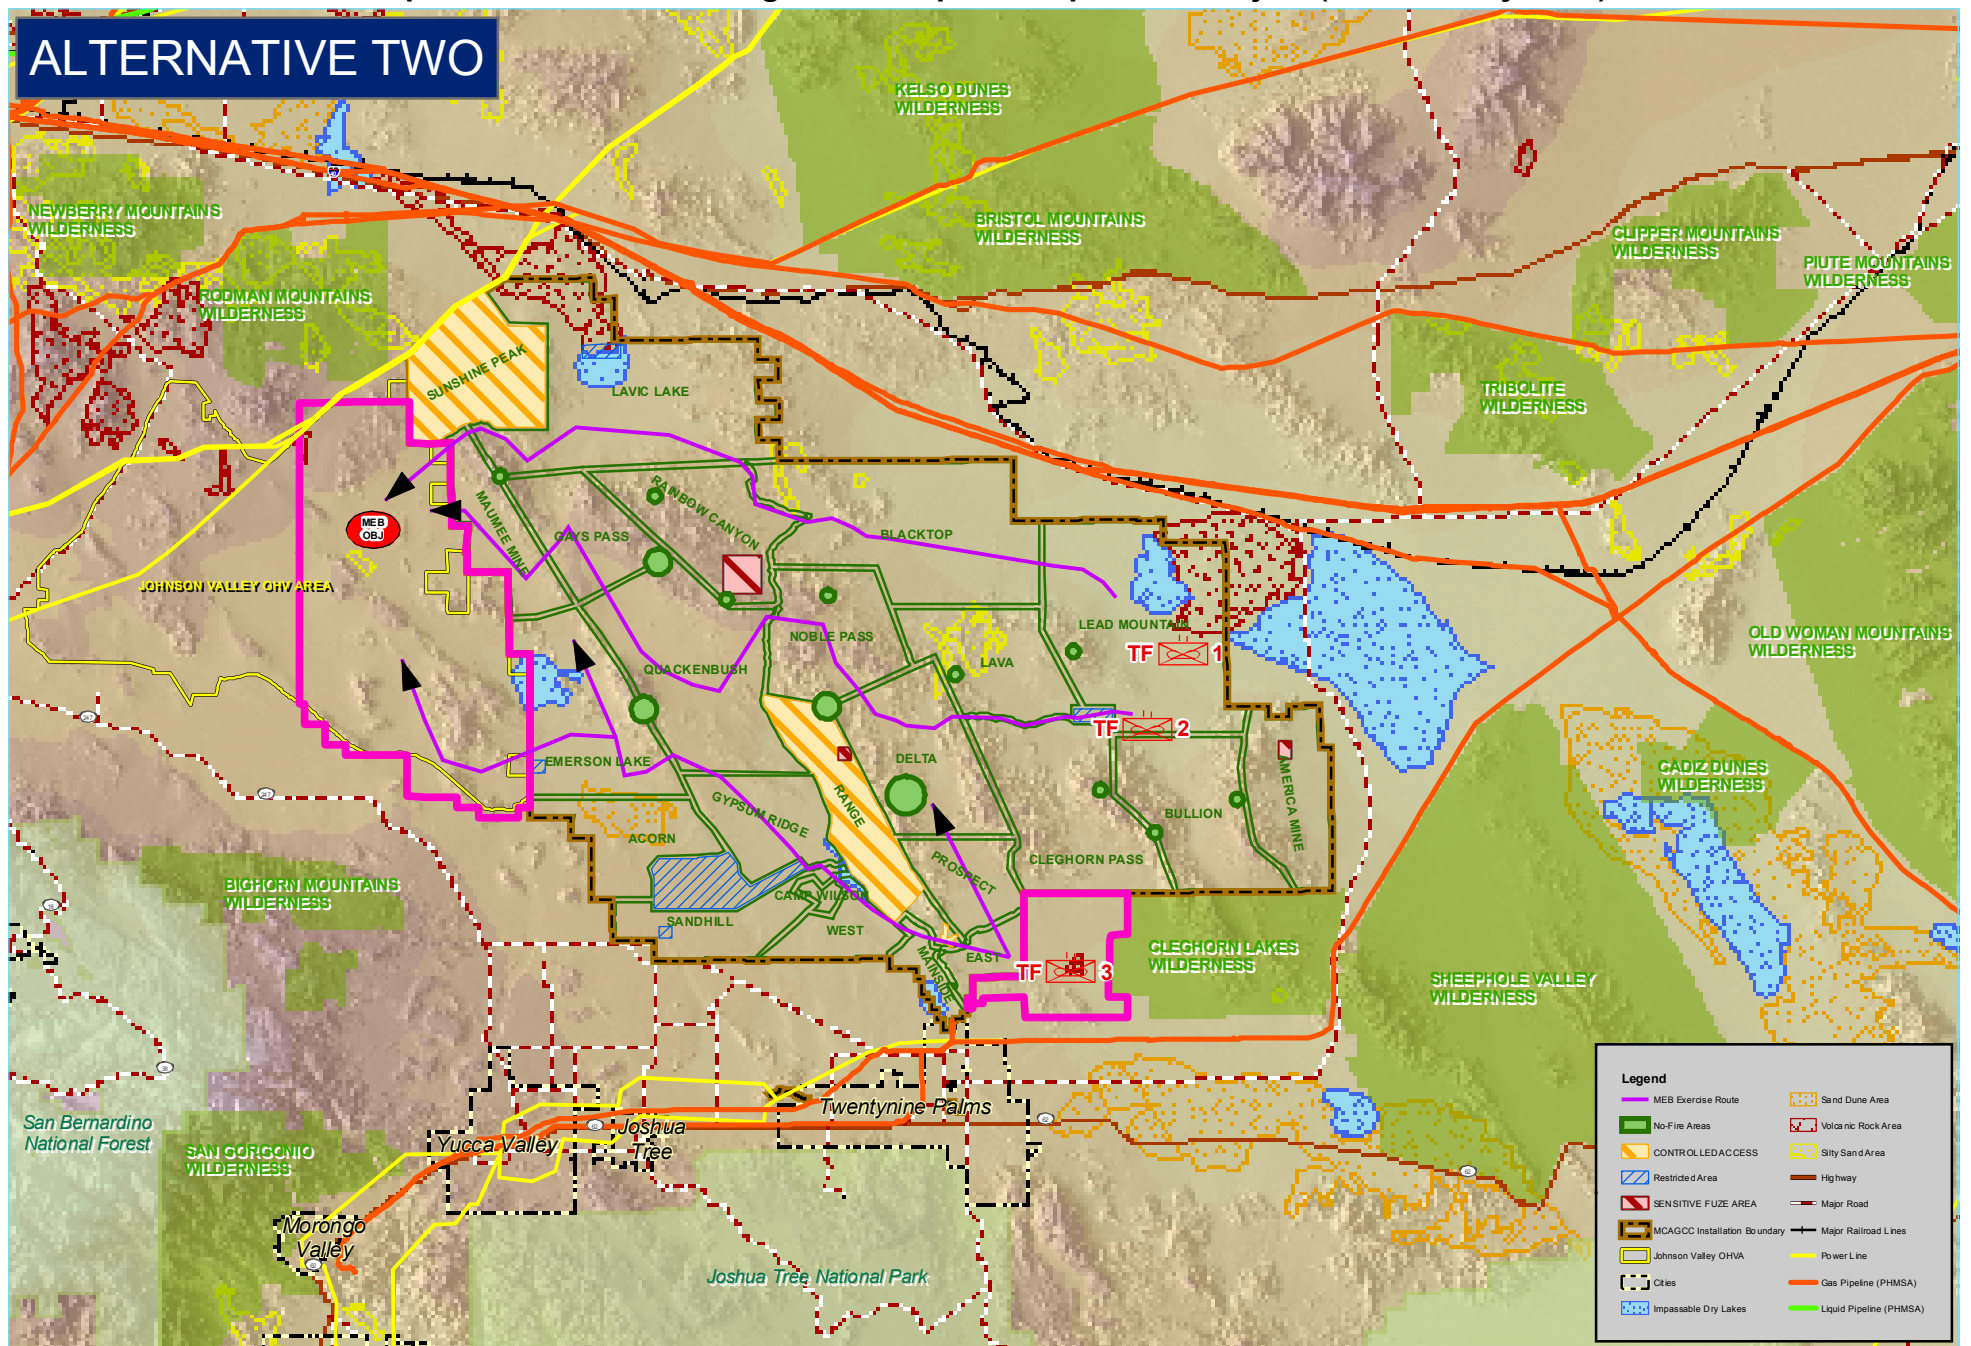 ALTERNATIVE TWO
KELSO DUNES
WILDERNESS
NEWBERRY MOUNTAINS
WILDERNESS
BRISTOL MOUNTAINS
WILDERNESS
CLIPPER MOUNTAINS
WILDERNESS
PIUTE MOUNTAINS
WILDERNESS
RODMAN MOUNTAINS
WILDERNESS
SUNSHINE PEAK
LAVIC LAKE
TRIBOLITE
WILDERNESS
MAUMEE MINE
RAINBOW CANYON
GAYS PASS
BLACKTOP
MEB
OBJ
JOHNSON VALLEY OHV AREA
NOBLE PASS
LEAD MOUNTAIN
TF 1
LAVA
QUACKENBUSH
OLD WOMAN MOUNTAINS
WILDERNESS
TF 2
247
EMERSON LAKE
DELTA
RANGE
AMERICA MINE
CADIZ DUNES
WILDERNESS
247
GYPSUM RIDGE
BULLION
ACORN
PROSPECT
CLEGHORN PASS
BIGHORN MOUNTAINS
WILDERNESS
CAMP WILSON
SANDHILL
WEST
EAST
MAINSIDE
CLEGHORN LAKES
WILDERNESS
TF 3
SHEEPHOLE VALLEY
WILDERNESS
San Bernardino
National Forest
SAN GORGONIO
WILDERNESS
Yucca Valley
Joshua
Tree
Twentynine Palms
62
62
62
Morongo
Valley
62
Joshua Tree National Park
Legend
MEB Exercise Route
No-Fire Areas
CONTROLLED ACCESS
Restricted Area
SENSITIVE FUZE AREA
MCAGCC Installation Boundary
Johnson Valley OHVA
Cities
Impassable Dry Lakes
Sand Dune Area
Volcanic Rock Area
Silty Sand Area
Highway
Major Road
Major Railroad Lines
Power Line
Gas Pipeline (PHMSA)
Liquid Pipeline (PHMSA)